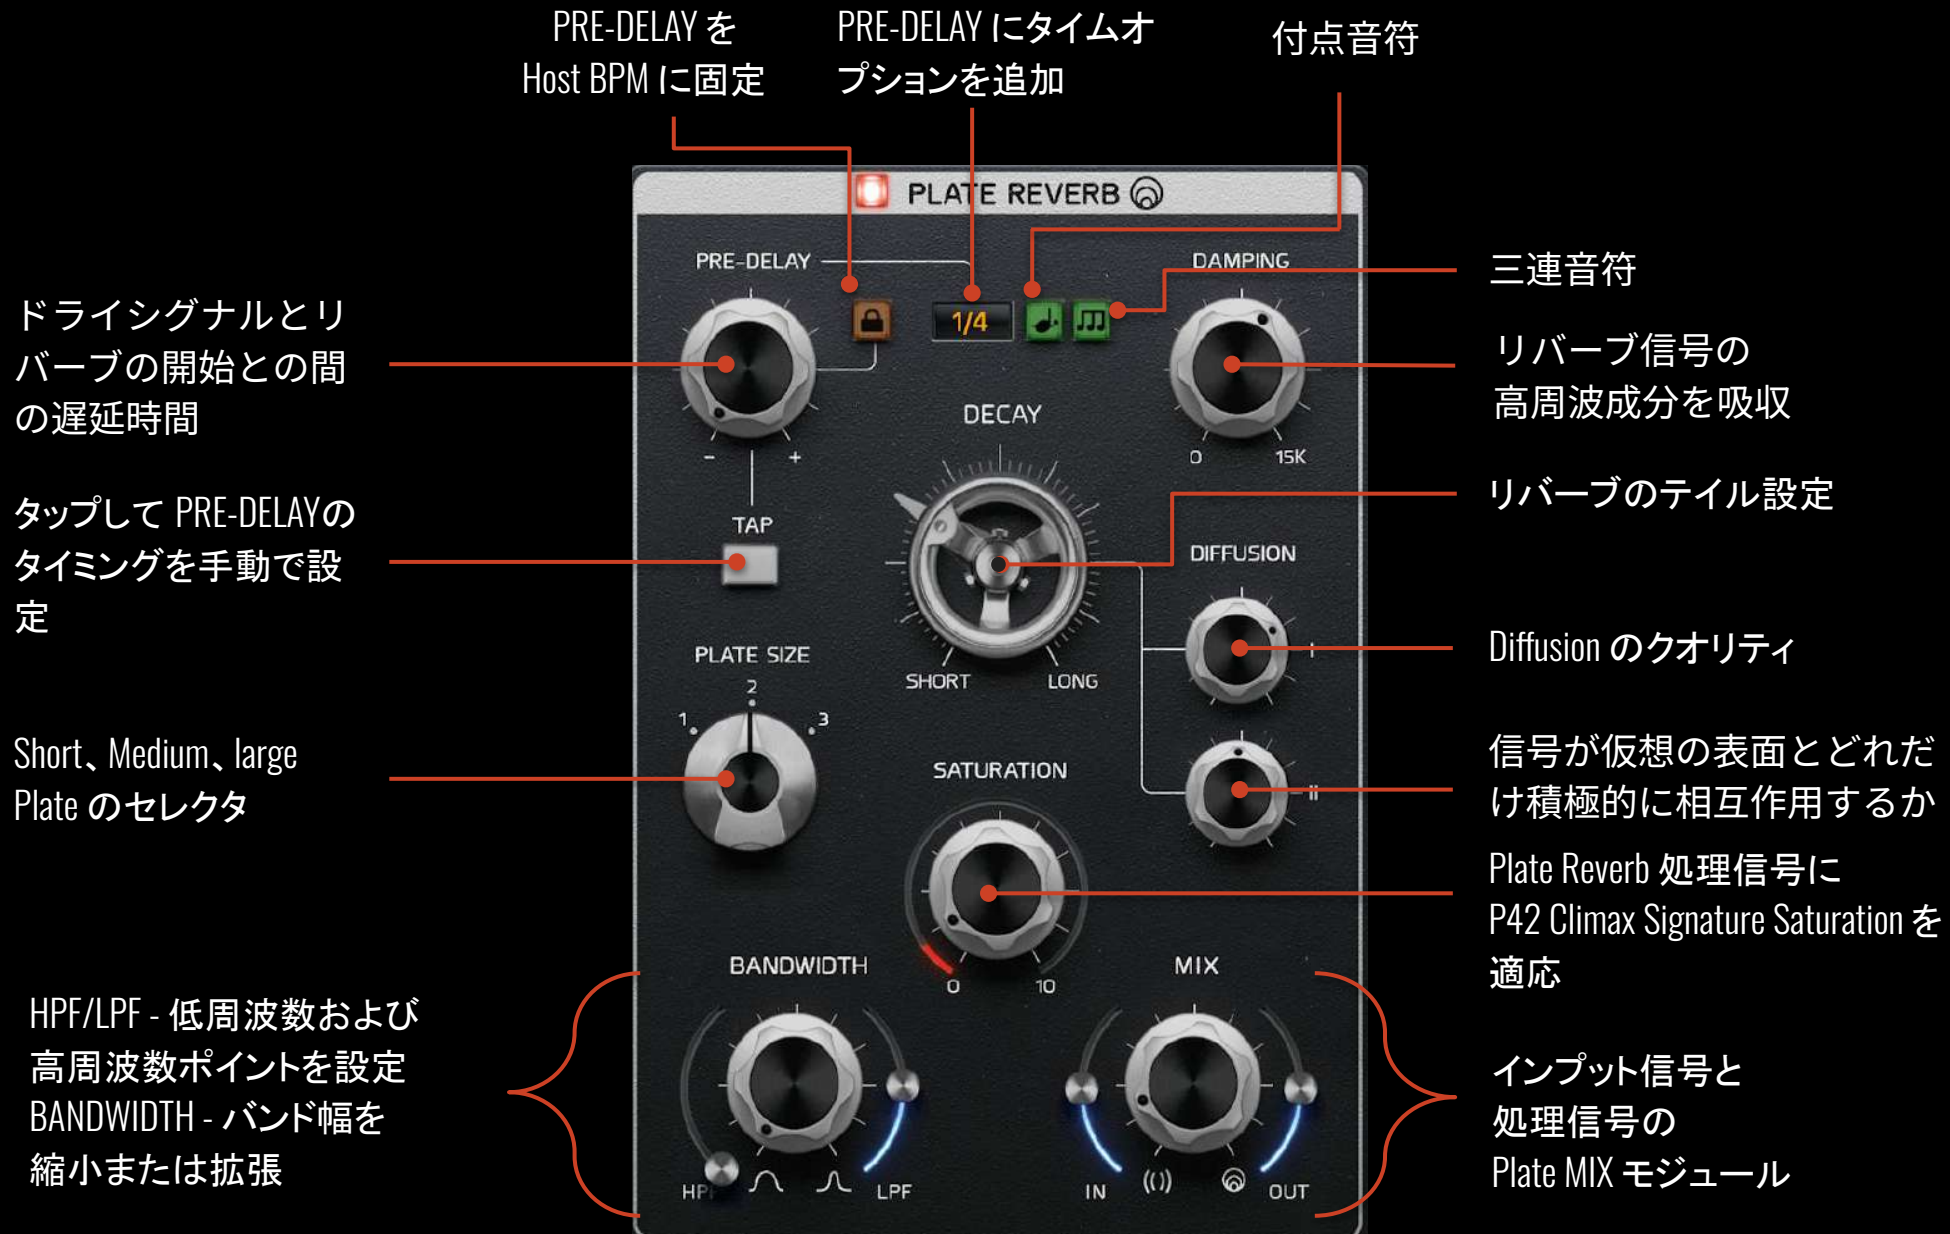 PRE-DELAY を
Host BPM に固定
PRE-DELAY にタイムオ
プションを追加
付点音符
PLATE REVERB
PRE-DELAY
1/4
DAMPING
0
15K
- +
TAP
DECAY
SHORT
LONG
DIFFUSION
I
II
PLATE SIZE
1
2
3
SATURATION
0
10
BANDWIDTH
HPF
LPF
MIX
IN
OUT
ドライシグナルとリ
バーブの開始との間
の遅延時間
タップして PRE-DELAYの
タイミングを手動で設
定
Short、Medium、large
Plate のセレクタ
HPF/LPF - 低周波数および
高周波数ポイントを設定
BANDWIDTH - バンド幅を
縮小または拡張
三連音符
リバーブ信号の
高周波成分を吸収
リバーブのテイル設定
Diffusion のクオリティ
信号が仮想の表面とどれだ
け積極的に相互作用するか
Plate Reverb 処理信号に
P42 Climax Signature Saturation を
適応
インプット信号と
処理信号の
Plate MIX モジュール